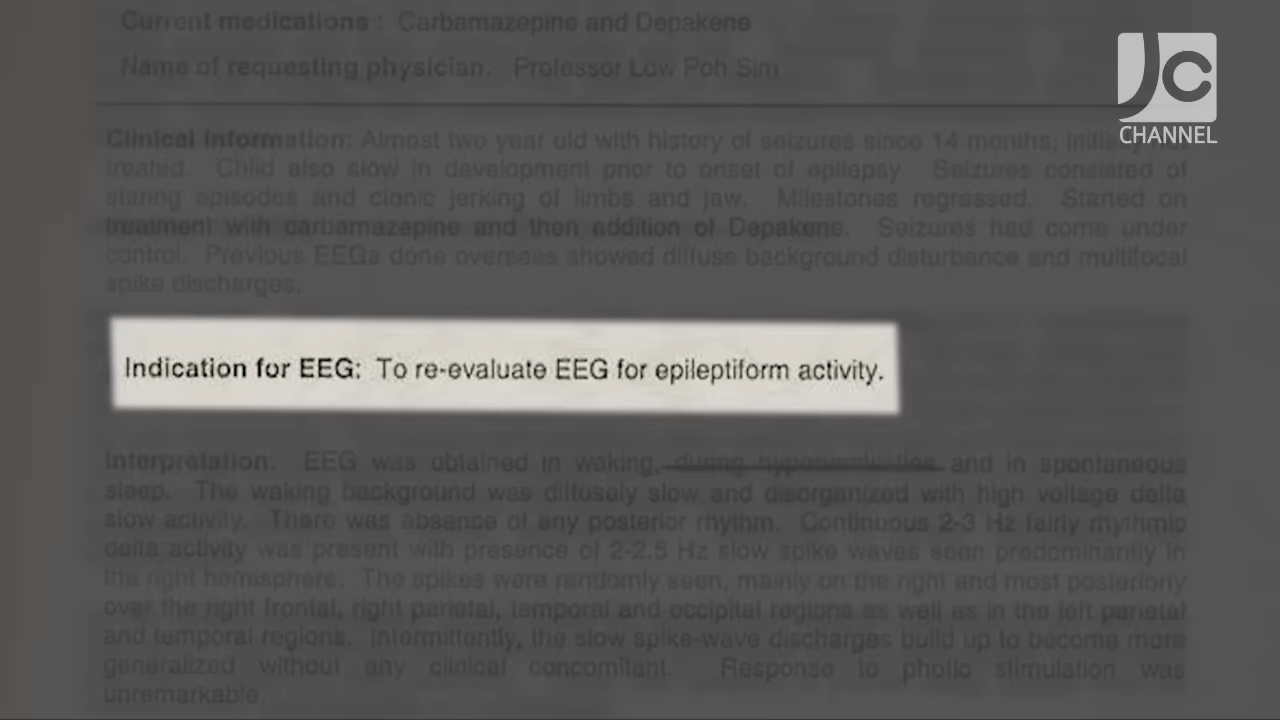 Current medications : Carbamazepine and Depakene
Name of requesting physician: Professor Low Poh Sim
JC
CHANNEL
Clinical Information: Almost two year old with history of seizures since 14 months, initially not
treated. Child also slow in development prior to onset of epilepsy. Seizures consisted of
staring episodes and clonic jerking of limbs and jaw. Milestones regressed. Started on
treatment with carbamazepine and then addition of Depakene. Seizures had come under
control. Previous EEGs done overseas showed diffuse background disturbance and multifocal
spike discharges.
Indication for EEG: To re-evaluate EEG for epileptiform activity.
Interpretation: EEG was obtained in waking, during hyperventilation and in spontaneous
sleep. The waking background was diffusely slow and disorganized with high voltage delta
slow activity. There was absence of any posterior rhythm. Continuous 2-3 Hz fairly rhythmic
delta activity was present with presence of 2-2.5 Hz slow spike waves seen predominantly in
the right hemisphere. The spikes were randomly seen, mainly on the right and most posteriorly
over the right frontal, right parietal, temporal and occipital regions as well as in the left parietal
and temporal regions. Intermittently, the slow spike-wave discharges build up to become more
generalized without any clinical concomitant. Response to photic stimulation was
unremarkable.